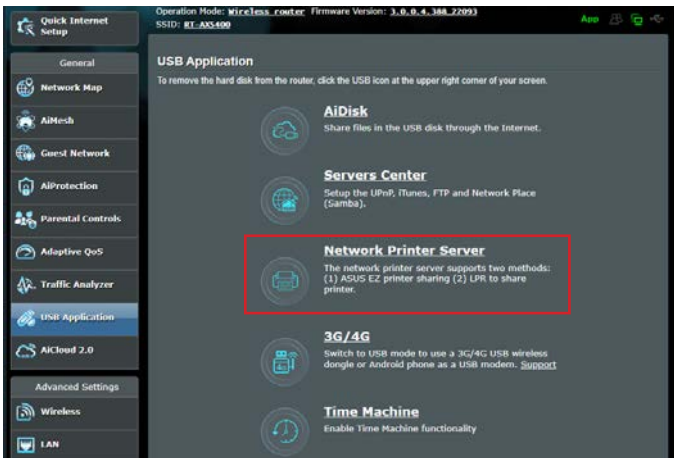 Quick Internet
Setup
Operation Mode: Wireless router Firmware Version: 3.0.0.4.388_22093
SSID: RT-AX5400
App
General
Network Map
AiMesh
Guest Network
AiProtection
Parental Controls
Adaptive QoS
Traffic Analyzer
USB Application
AiCloud 2.0
Advanced Settings
Wireless
LAN
USB Application
To remove the hard disk from the router, click the USB icon at the upper right corner of your screen.
AiDisk
Share files in the USB disk through the Internet.
Servers Center
Setup the UPnP, iTunes, FTP and Network Place
(Samba).
Network Printer Server
The network printer server supports two methods:
(1) ASUS EZ printer sharing (2) LPR to share
printer.
3G/4G
Switch to USB mode to use a 3G/4G USB wireless
dongle or Android phone as a USB modem. Support
Time Machine
Enable Time Machine functionality